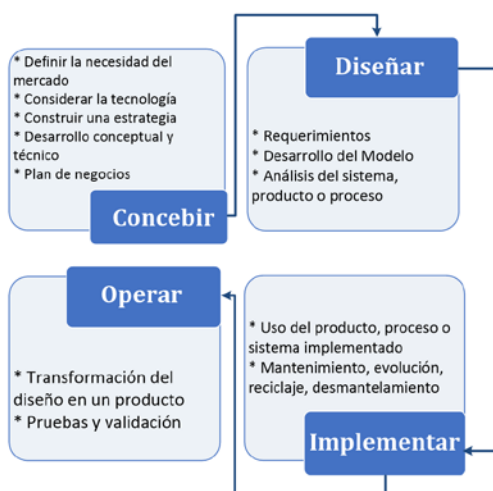 * Definir la necesidad del
mercado
* Considerar la tecnología
* Construir una estrategia
* Desarrollo conceptual y
técnico
* Plan de negocios
Concebir
Diseñar
* Requerimientos
* Desarrollo del Modelo
* Análisis del sistema,
producto o proceso
Operar
* Transformación del
diseño en un producto
* Pruebas y validación
* Uso del producto, proceso o
sistema implementado
* Mantenimiento, evolución,
reciclaje, desmantelamiento
Implementar